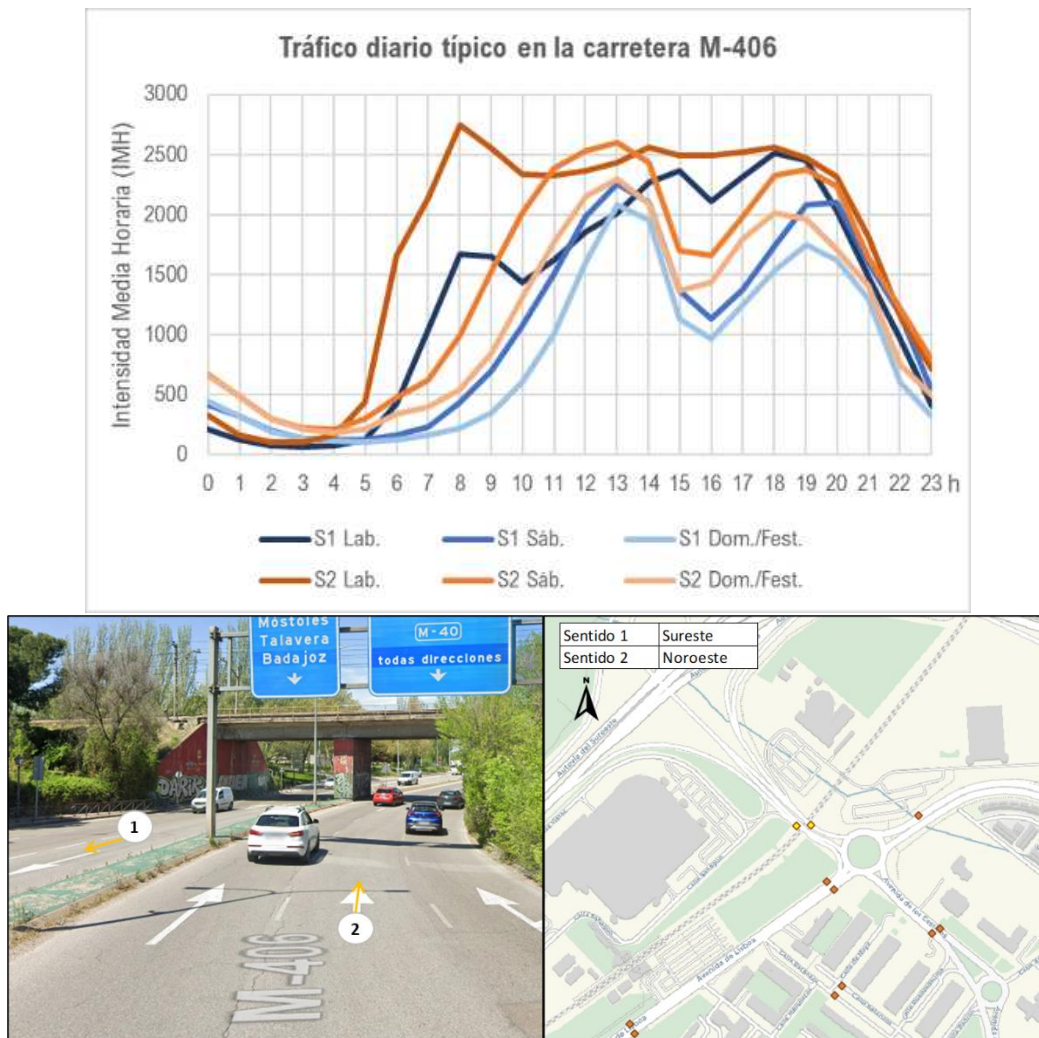 Tráfico diario típico en la carretera M-406
Intensidad Media Horaria (IMH)
3000
2500
2000
1500
1000
500
0
0 1 2 3 4 5 6 7 8 9 10 11 12 13 14 15 16 17 18 19 20 21 22 23 h
S1 Lab. S1 Sáb. S1 Dom./Fest.
S2 Lab. S2 Sáb. S2 Dom./Fest.
Móstoles
Talavera
Badajoz
M-40
todas direcciones
1
2
M-406
Sentido 1 Sureste
Sentido 2 Noroeste
N
Autovía del Suroeste
Avenida de Lisboa